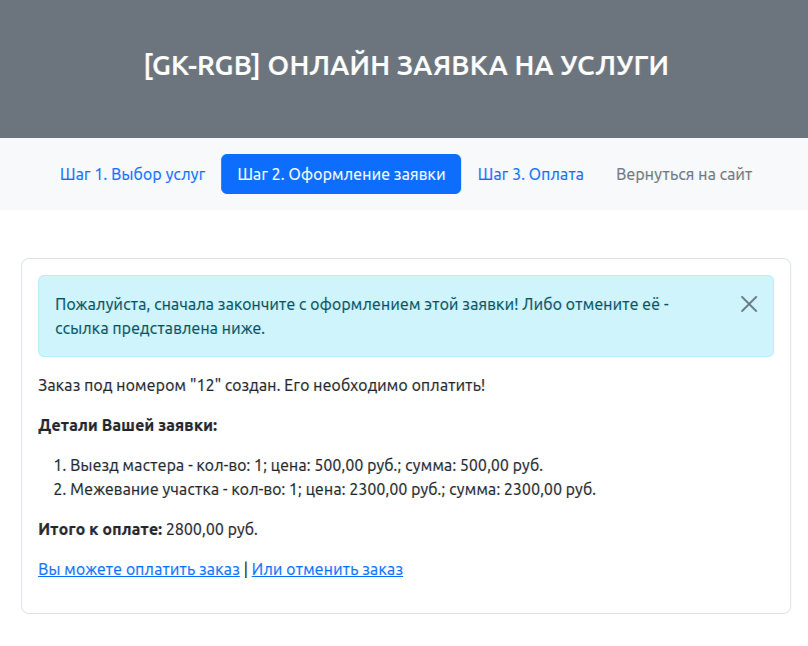 [GK-RGB] ОНЛАЙН ЗАЯВКА НА УСЛУГИ
Шаг 1. Выбор услуг Шаг 2. Оформление заявки Шаг 3. Оплата Вернуться на сайт
Пожалуйста, сначала закончите с оформлением этой заявки! Либо отмените её -
ссылка представлена ниже.
Заказ под номером "12" создан. Его необходимо оплатить!
Детали Вашей заявки:
1. Выезд мастера - кол-во: 1; цена: 500,00 руб.; сумма: 500,00 руб.
2. Межевание участка - кол-во: 1; цена: 2300,00 руб.; сумма: 2300,00 руб.
Итого к оплате: 2800,00 руб.
Вы можете оплатить заказ | Или отменить заказ